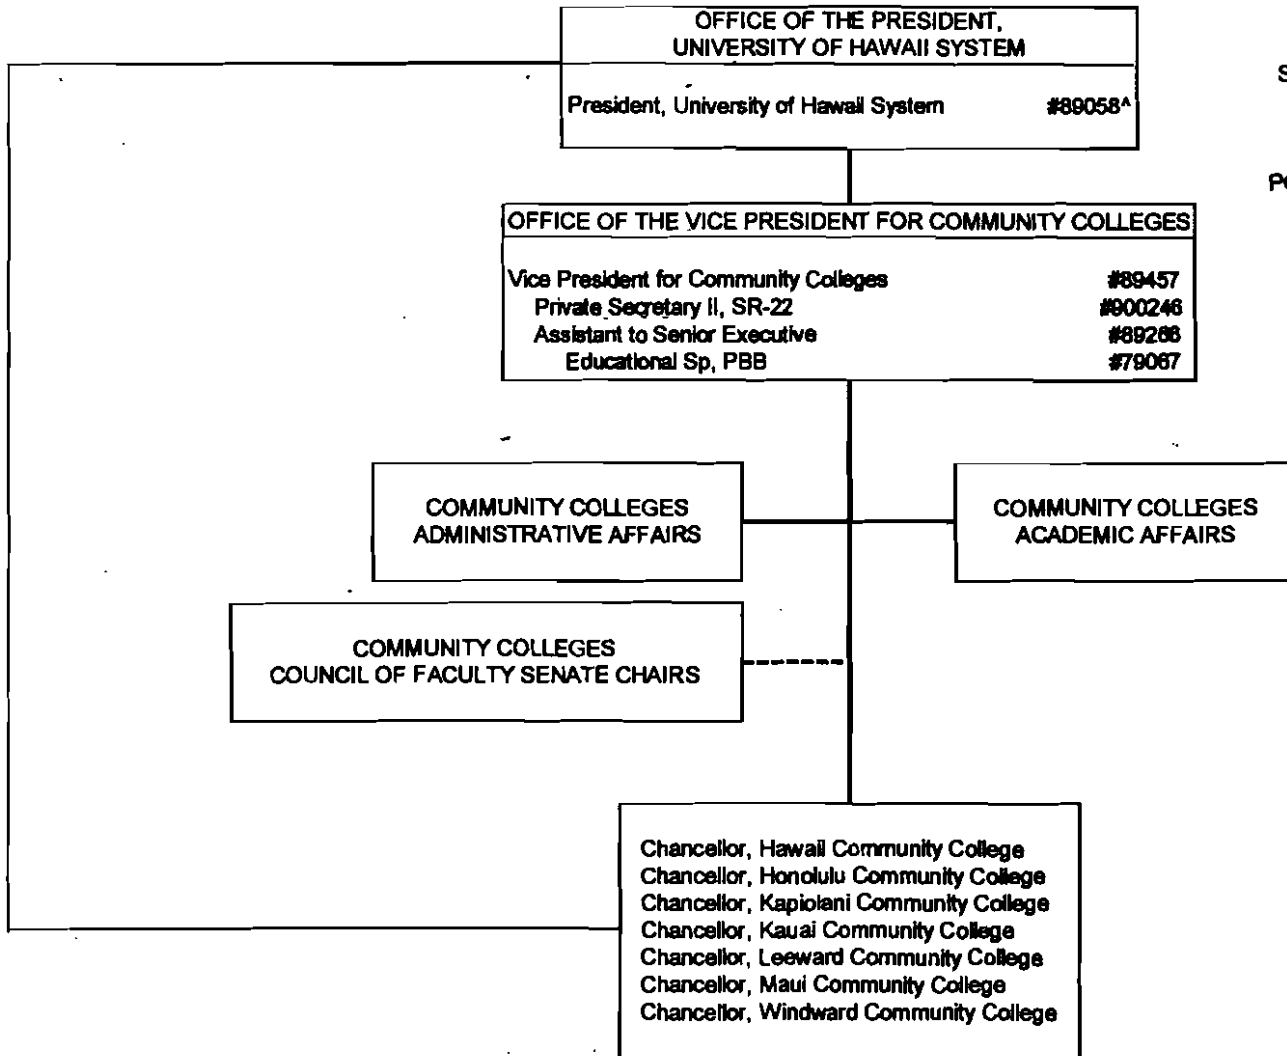 OFFICE OF THE PRESIDENT,
UNIVERSITY OF HAWAII SYSTEM
President, University of Hawaii System #89058^
OFFICE OF THE VICE PRESIDENT FOR COMMUNITY COLLEGES
Vice President for Community Colleges #89457
Private Secretary II, SR-22 #900246
Assistant to Senior Executive #89266
Educational Sp, PBB #79067
COMMUNITY COLLEGES
ADMINISTRATIVE AFFAIRS
COMMUNITY COLLEGES
ACADEMIC AFFAIRS
COMMUNITY COLLEGES
COUNCIL OF FACULTY SENATE CHAIRS
Chancellor, Hawaii Community College
Chancellor, Honolulu Community College
Chancellor, Kapiolani Community College
Chancellor, Kauai Community College
Chancellor, Leeward Community College
Chancellor, Maui Community College
Chancellor, Windward Community College